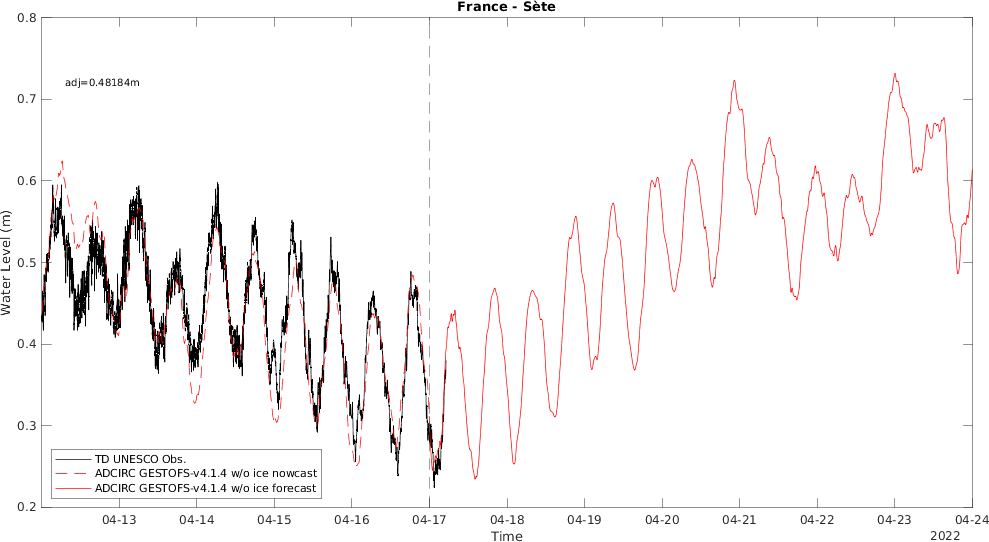 France - Sète
0.8
0.7
0.6
0.5
0.4
0.3
0.2
Water Level (m)
adj=0.48184m
TD UNESCO Obs.
ADCIRC GESTOFS-v4.1.4 w/o ice nowcast
ADCIRC GESTOFS-v4.1.4 w/o ice forecast
04-13 04-14 04-15 04-16 04-17 04-18 04-19 04-20 04-21 04-22 04-23 04-24
Time
2022